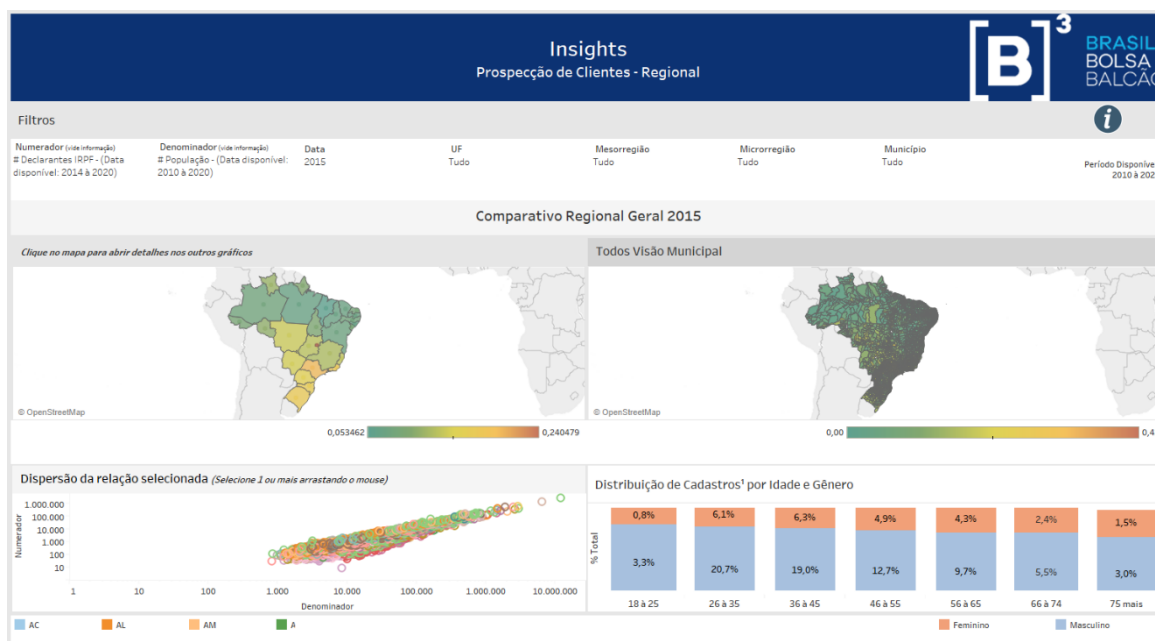 Insights
Prospecção de Clientes - Regional
[B]³
BRASIL
BOLSA
BALCÃO
Filtros
i
Numerador (vide informação)
# Declarantes IRPF - (Data
disponível: 2014 à 2020)
Denominador (vide informação)
# População - (Data disponível:
2010 à 2020)
Data
2015
UF
Tudo
Mesorregião
Tudo
Microrregião
Tudo
Município
Tudo
Período Disponíve
2010 à 202
Comparativo Regional Geral 2015
Clique no mapa para abrir detalhes nos outros gráficos
Todos Visão Municipal
© OpenStreetMap
© OpenStreetMap
0,053462
0,240479
0,00
0,4
Dispersão da relação selecionada (Selecione 1 ou mais arrastando o mouse)
Numerador
1.000.000
100.000
10.000
1.000
100
10
1
10
100
1.000
10.000
100.000
1.000.000
10.000.000
Denominador
AC
AL
AM
A
Distribuição de Cadastros¹ por Idade e Gênero
% Total
0,8%
6,1%
6,3%
4,9%
4,3%
2,4%
1,5%
3,3%
20,7%
19,0%
12,7%
9,7%
5,5%
3,0%
18 à 25
26 à 35
36 à 45
46 à 55
56 à 65
66 à 74
75 mais
Feminino
Masculino